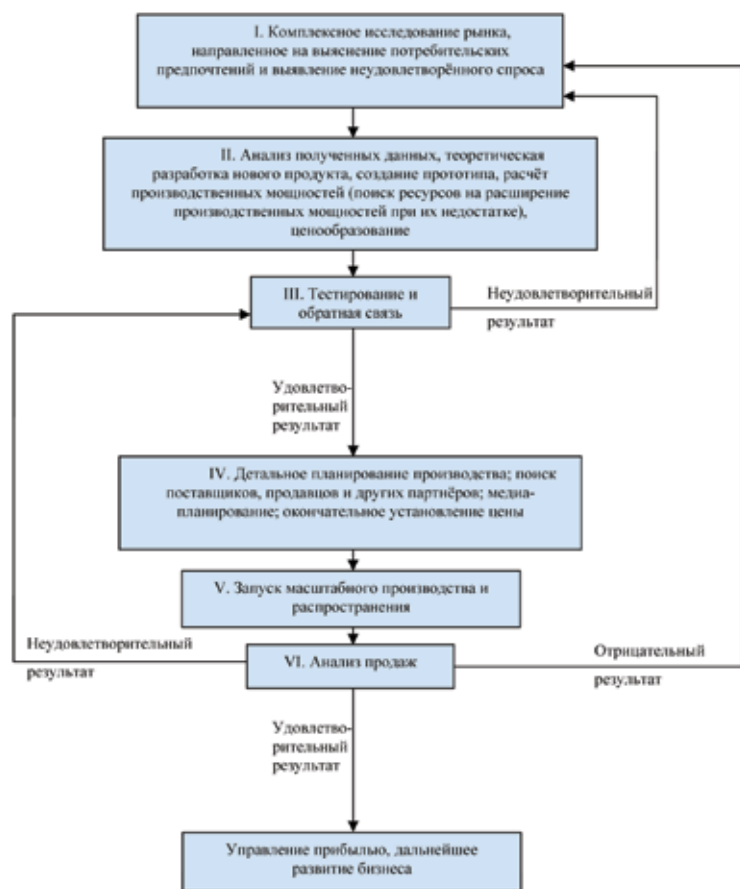 I. Комплексное исследование рынка,
направленное на выяснение потребительских
предпочтений и выявление неудовлетворённого спроса
II. Анализ полученных данных, теоретическая
разработка нового продукта, создание прототипа, расчёт
производственных мощностей (поиск ресурсов на расширение
производственных мощностей при их недостатке),
ценообразование
III. Тестирование и
обратная связь
Неудовлетворительный
результат
Удовлетво-
рительный
результат
IV. Детальное планирование производства; поиск
поставщиков, продавцов и других партнёров; медиа-
планирование; окончательное установление цены
V. Запуск масштабного производства и
распространения
Неудовлетворительный
результат
VI. Анализ продаж
Отрицательный
результат
Удовлетво-
рительный
результат
Управление прибылью, дальнейшее
развитие бизнеса